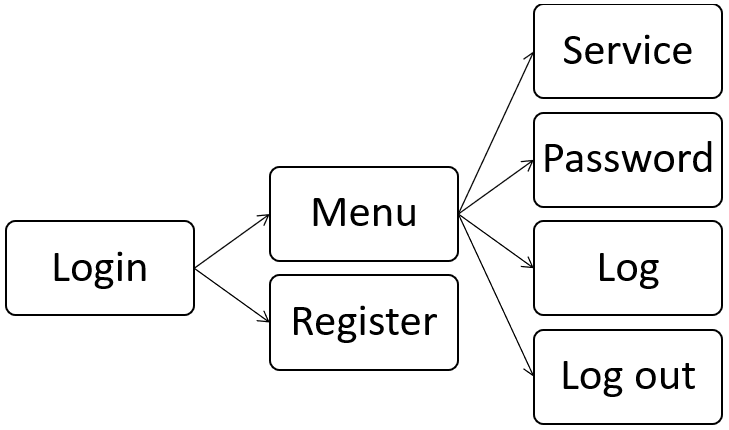 Login
Menu
Register
Service
Password
Log
Log out